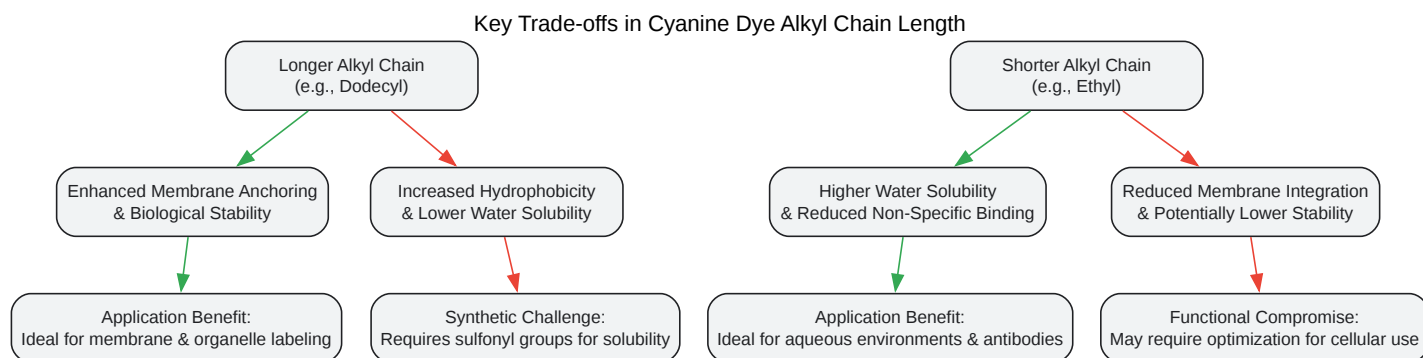 Key Trade-offs in Cyanine Dye Alkyl Chain Length
Longer Alkyl Chain
(e.g., Dodecyl)
Shorter Alkyl Chain
(e.g., Ethyl)
Enhanced Membrane Anchoring
& Biological Stability
Increased Hydrophobicity
& Lower Water Solubility
Higher Water Solubility
& Reduced Non-Specific Binding
Reduced Membrane Integration
& Potentially Lower Stability
Application Benefit:
Ideal for membrane & organelle labeling
Synthetic Challenge:
Requires sulfonyl groups for solubility
Application Benefit:
Ideal for aqueous environments & antibodies
Functional Compromise:
May require optimization for cellular use